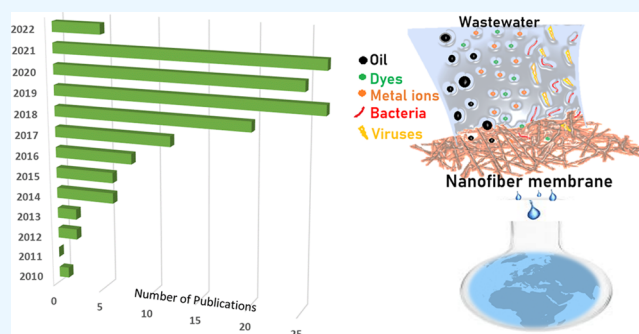 2022
2021
2020
2019
2018
2017
2016
2015
2014
2013
2012
2011
2010
0
5
10
15
20
25
Number of Publications
Wastewater
Oil
Dyes
Metal ions
Bacteria
Viruses
Nanofiber membrane